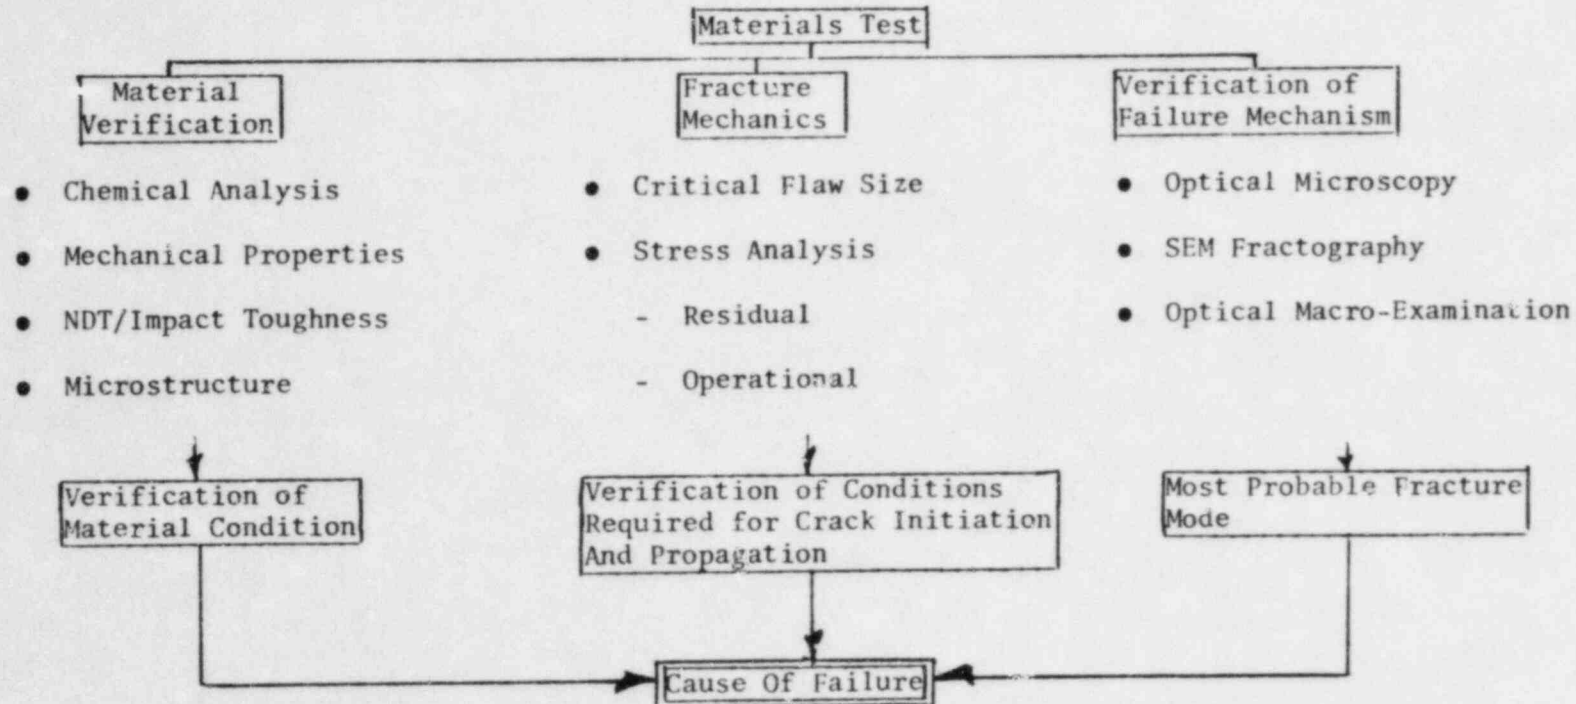 Materials Test
Material
Verification
Fracture
Mechanics
Verification of
Failure Mechanism
• Chemical Analysis
• Mechanical Properties
• NDT/Impact Toughness
• Microstructure
• Critical Flaw Size
• Stress Analysis
- Residual
- Operational
• Optical Microscopy
• SEM Fractography
• Optical Macro-Examination
Verification of
Material Condition
Verification of Conditions
Required for Crack Initiation
And Propagation
Most Probable Fracture
Mode
Cause Of Failure